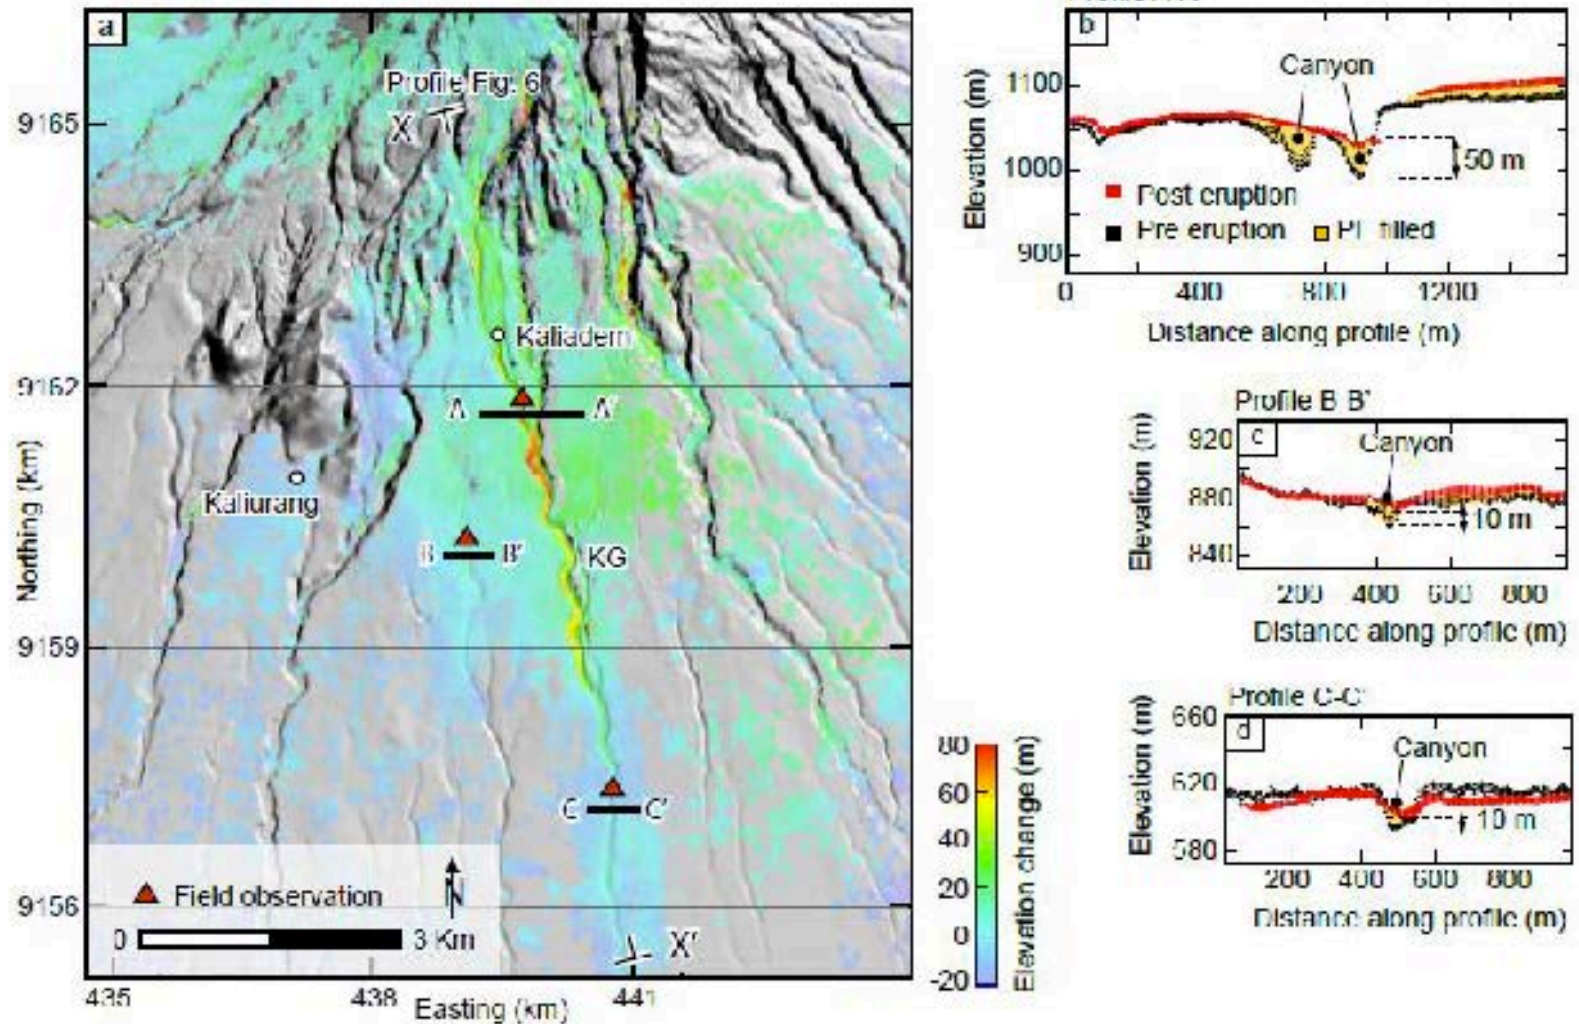 a
Profile Fig. 6
X
9165
Kaliadem
9162
A A'
Kaliurang
B B'
KG
Northing (km)
9159
C C'
Field observation
N
9156
0 3 Km
X'
435 438 441
Easting (km)
80
60
40
20
0
-20
Elevation change (m)
b
Canyon
1100
1000
900
Elevation (m)
50 m
Post eruption
Pre eruption
filled
0 400 800 1200
Distance along profile (m)
Profile B B'
c
Canyon
920
880
840
Elevation (m)
10 m
200 400 600 800
Distance along profile (m)
Profile C-C'
d
Canyon
660
620
580
Elevation (m)
10 m
200 400 600 800
Distance along profile (m)